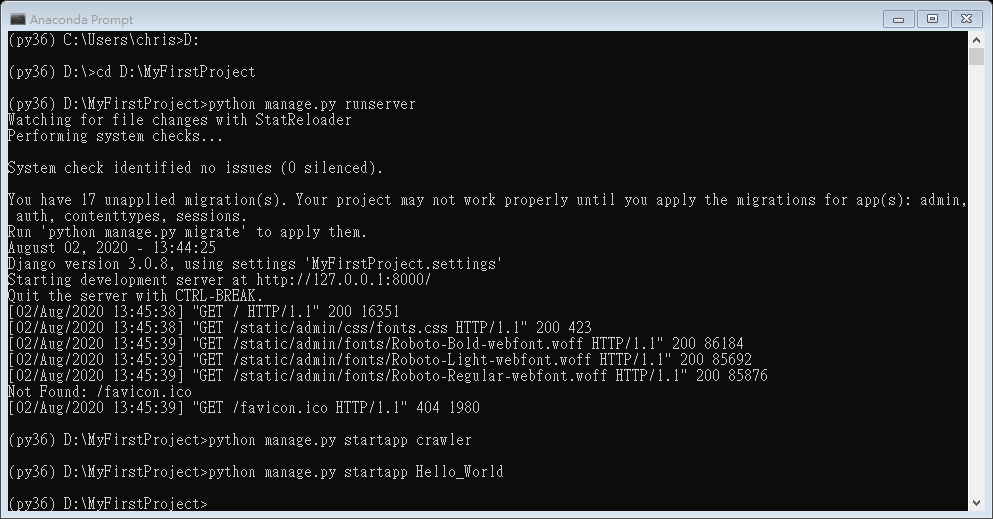 Anaconda Prompt
(py36) C:\Users\chris>D:
(py36) D:\>cd D:\MyFirstProject
(py36) D:\MyFirstProject>python manage.py runserver
Watching for file changes with StatReloader
Performing system checks...
System check identified no issues (0 silenced).
You have 17 unapplied migration(s). Your project may not work properly until you apply the migrations for app(s): admin,
auth, contenttypes, sessions.
Run 'python manage.py migrate' to apply them.
August 02, 2020 - 13:44:25
Django version 3.0.8, using settings 'MyFirstProject.settings'
Starting development server at http://127.0.0.1:8000/
Quit the server with CTRL-BREAK.
[02/Aug/2020 13:45:38] "GET / HTTP/1.1" 200 16351
[02/Aug/2020 13:45:38] "GET /static/admin/css/fonts.css HTTP/1.1" 200 423
[02/Aug/2020 13:45:39] "GET /static/admin/fonts/Roboto-Bold-webfont.woff HTTP/1.1" 200 86184
[02/Aug/2020 13:45:39] "GET /static/admin/fonts/Roboto-Light-webfont.woff HTTP/1.1" 200 85692
[02/Aug/2020 13:45:39] "GET /static/admin/fonts/Roboto-Regular-webfont.woff HTTP/1.1" 200 85876
Not Found: /favicon.ico
[02/Aug/2020 13:45:39] "GET /favicon.ico HTTP/1.1" 404 1980
(py36) D:\MyFirstProject>python manage.py startapp crawler
(py36) D:\MyFirstProject>python manage.py startapp Hello_World
(py36) D:\MyFirstProject>